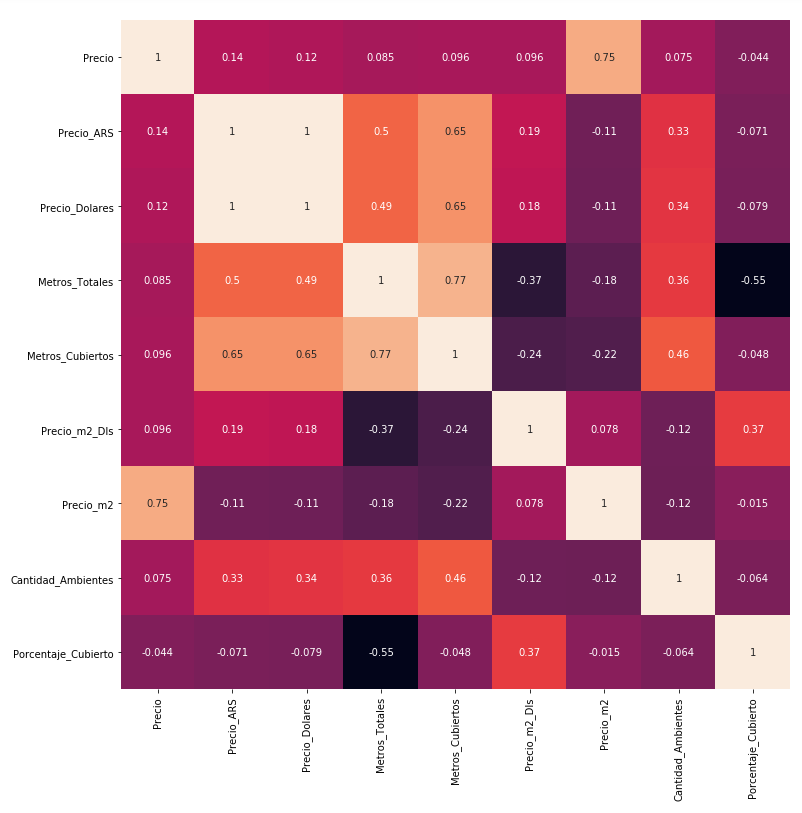 Precio 1 0.14 0.12 0.085 0.096 0.096 0.75 0.075 -0.044
Precio_ARS 0.14 1 1 0.5 0.65 0.19 -0.11 0.33 -0.071
Precio_Dolares 0.12 1 1 0.49 0.65 0.18 -0.11 0.34 -0.079
Metros_Totales 0.085 0.5 0.49 1 0.77 -0.37 -0.18 0.36 -0.55
Metros_Cubiertos 0.096 0.65 0.65 0.77 1 -0.24 -0.22 0.46 -0.048
Precio_m2_Dls 0.096 0.19 0.18 -0.37 -0.24 1 0.078 -0.12 0.37
Precio_m2 0.75 -0.11 -0.11 -0.18 -0.22 0.078 1 -0.12 -0.015
Cantidad_Ambientes 0.075 0.33 0.34 0.36 0.46 -0.12 -0.12 1 -0.064
Porcentaje_Cubierto -0.044 -0.071 -0.079 -0.55 -0.048 0.37 -0.015 -0.064 1
Precio
Precio_ARS
Precio_Dolares
Metros_Totales
Metros_Cubiertos
Precio_m2_Dls
Precio_m2
Cantidad_Ambientes
Porcentaje_Cubierto